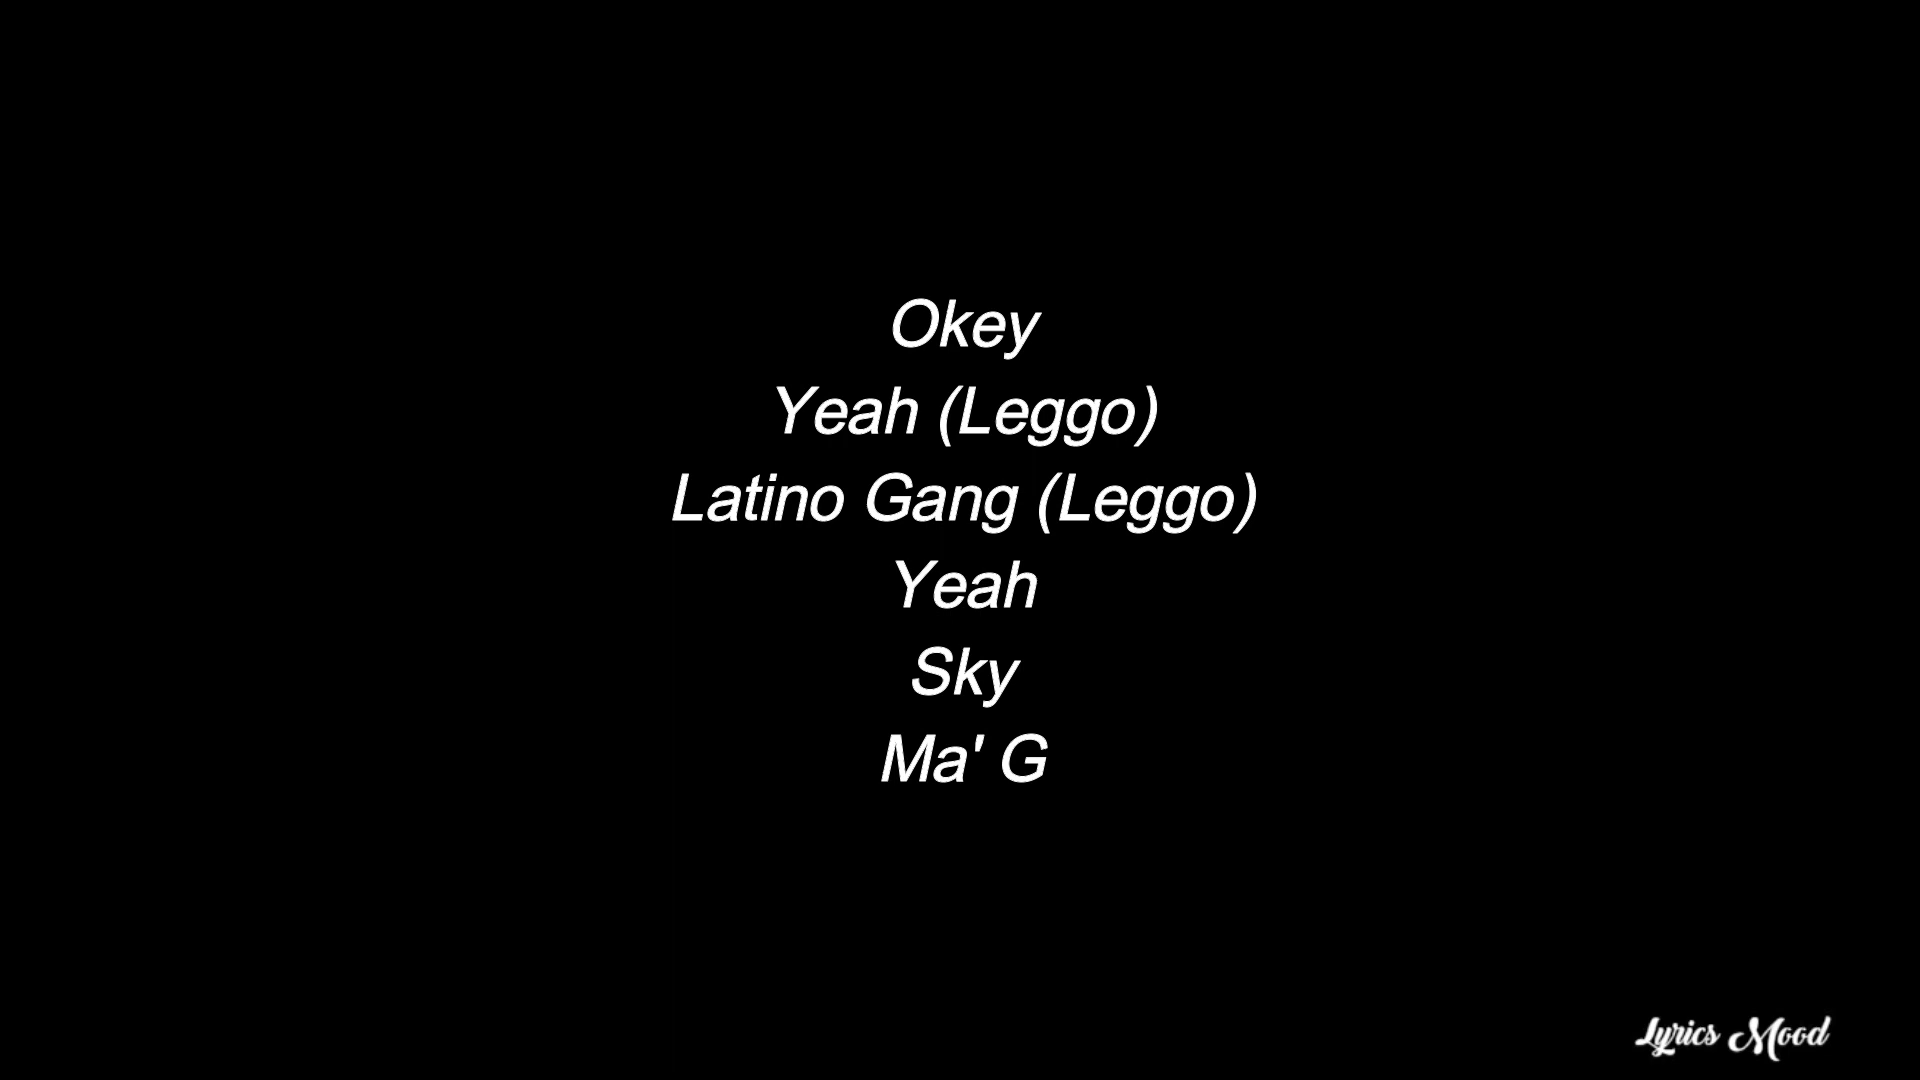 Okey
Yeah (Leggo)
Latino Gang (Leggo)
Yeah
Sky
Ma' G
Lyrics Mood